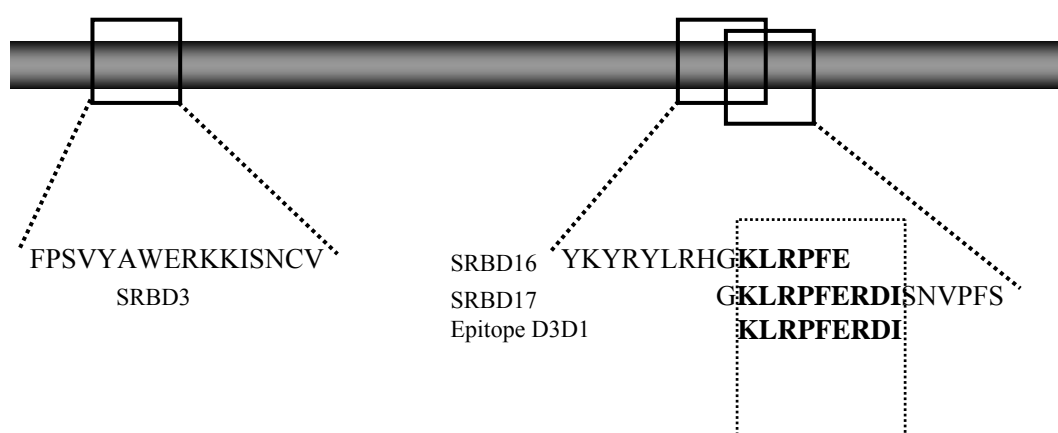 FPSVYAWERKKISNCV
SRBD3
SRBD16 YKYRYLRHGKLRPFE
SRBD17 GKLRPFERDISNVPFS
Epitope D3D1 KLRPFERDI